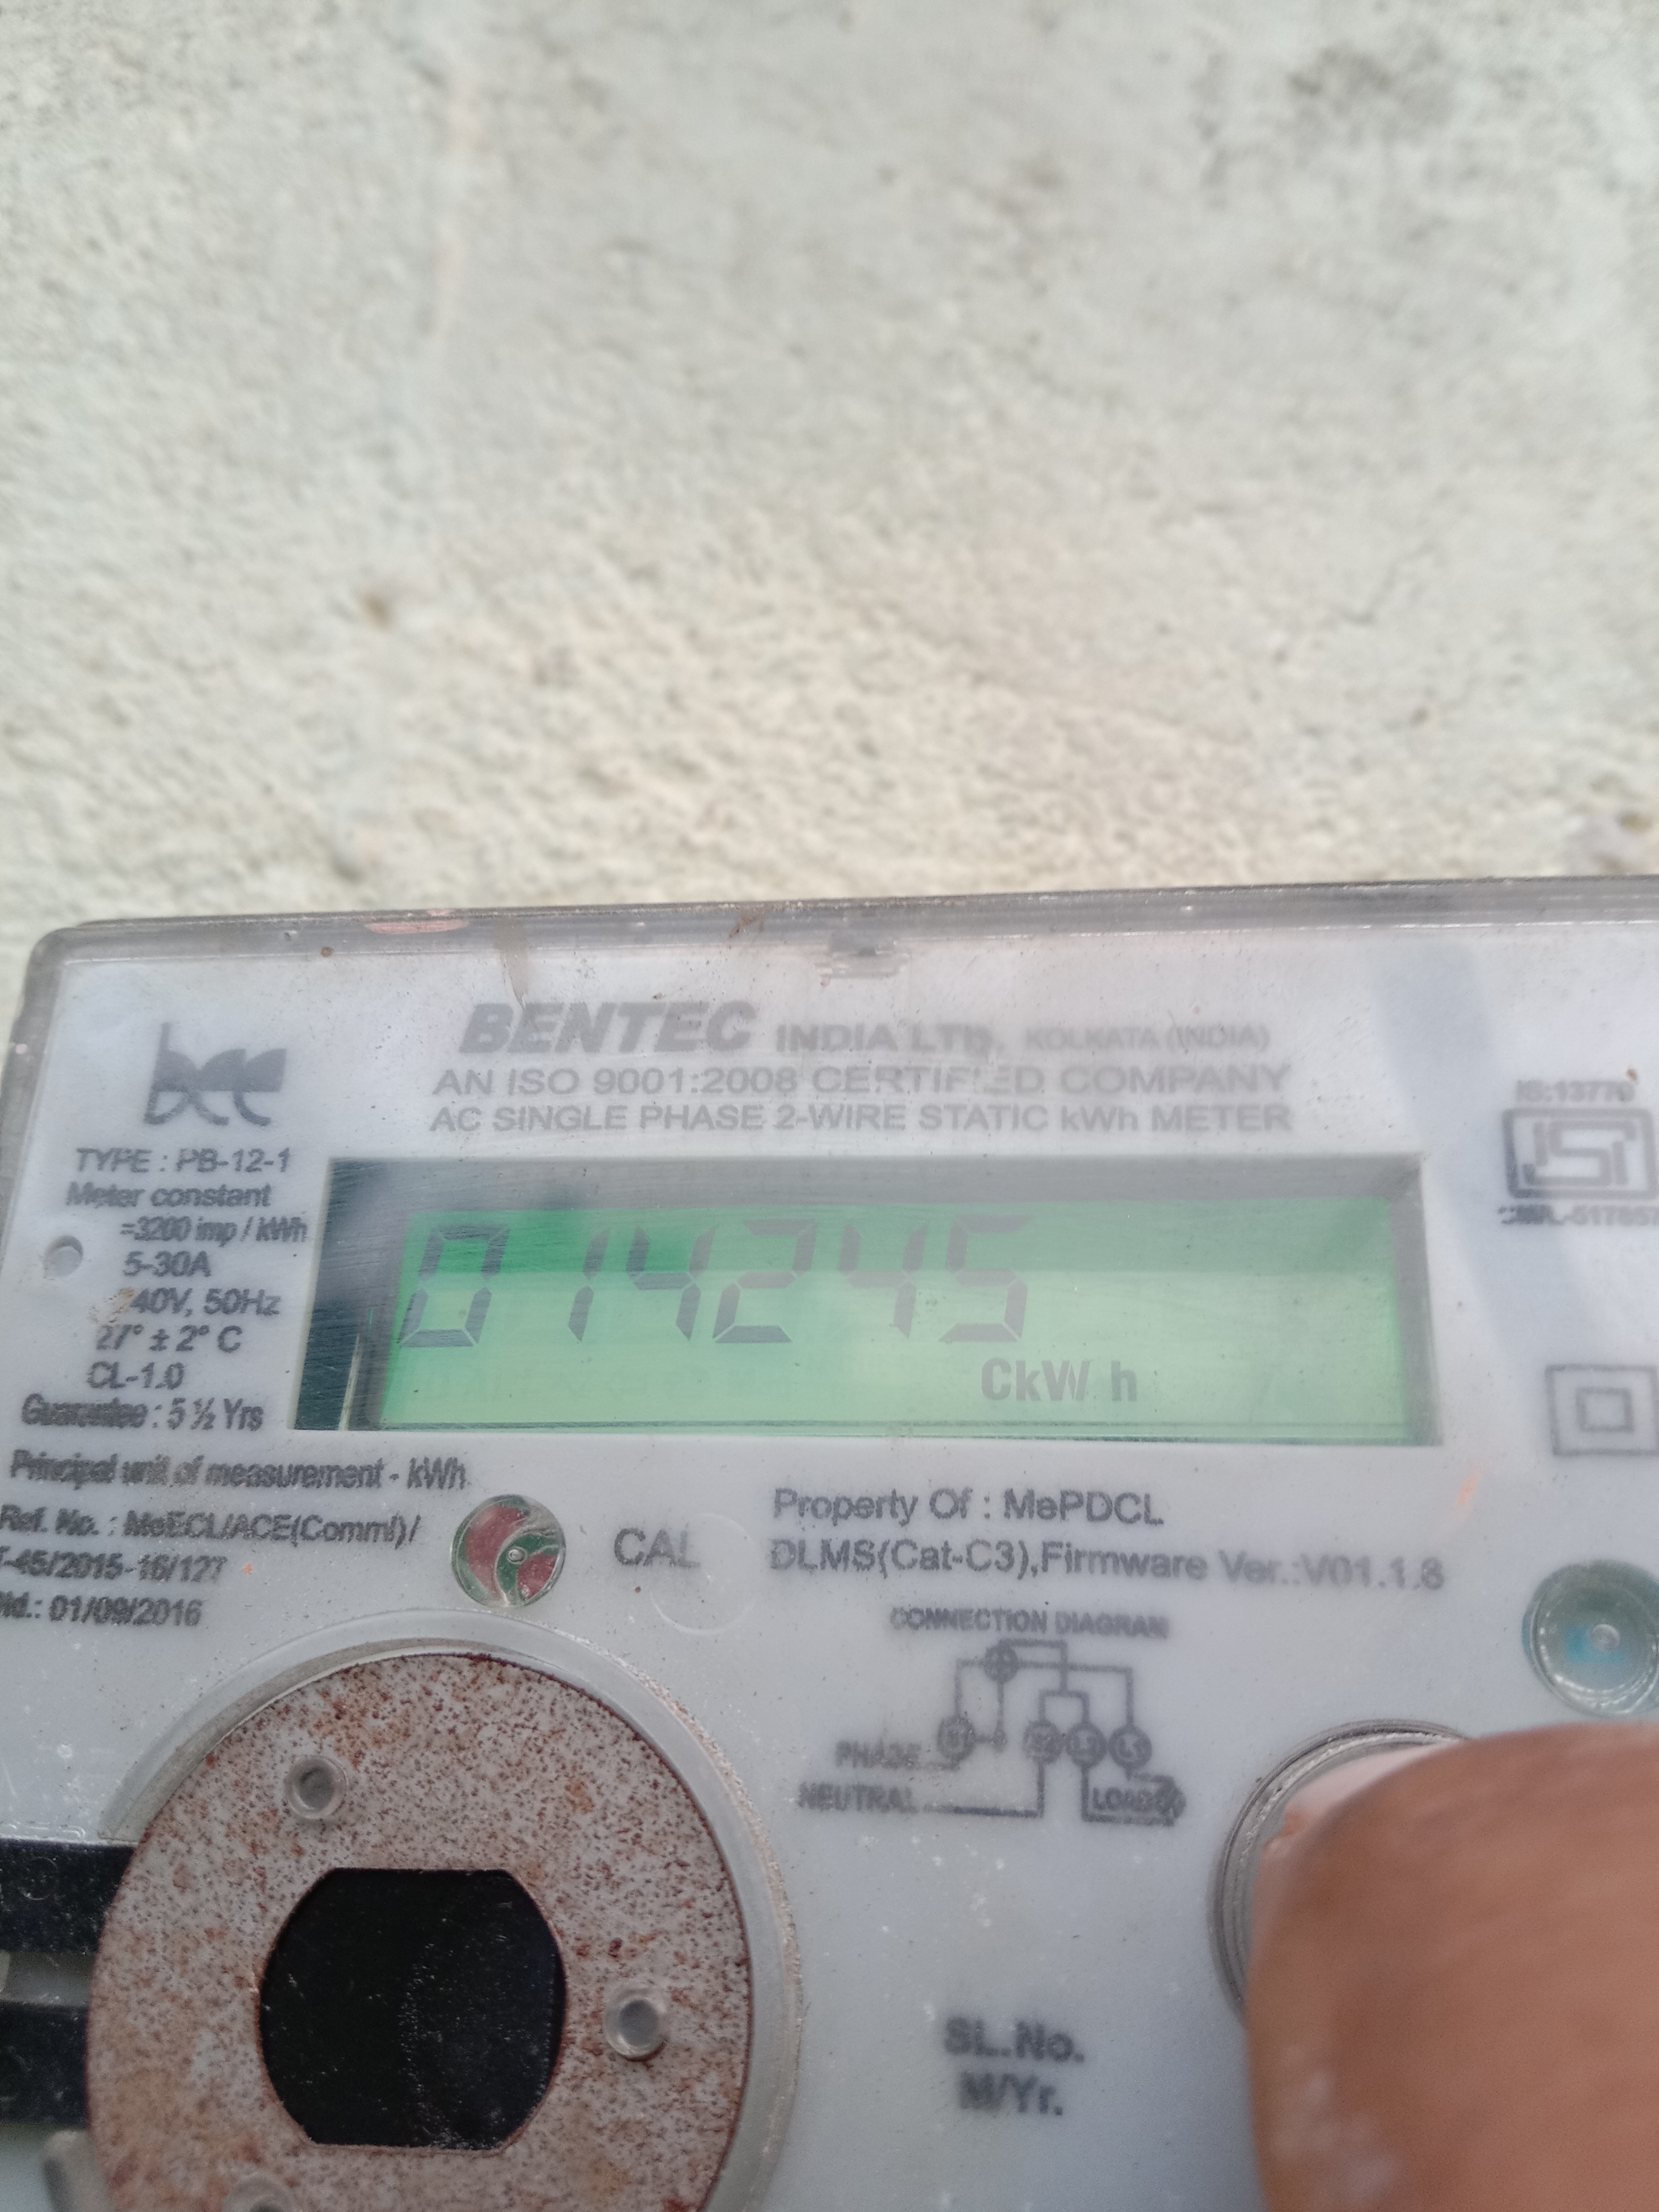 bec
BENTEC INDIA LTD. KOLKATA (INDIA)
AN ISO 9001:2008 CERTIFIED COMPANY
AC SINGLE PHASE 2-WIRE STATIC kWh METER
IS:13779
ISI
TYPE : PB-12-1
Meter constant
=3200 imp / kWh
5-30A
240V, 50Hz
27° ± 2° C
CL-1.0
Guarantee : 5 ½ Yrs
014245
CkW h
Principal unit of measurement - kWh
Ref. No. : MeECL/ACE(Comml)/
T-45/2015-16/127
Dtd.: 01/09/2016
CAL
Property Of : MePDCL
DLMS(Cat-C3),Firmware Ver.:V01.1.8
CONNECTION DIAGRAM
PHASE
NEUTRAL
LOAD
SL.No.
M/Yr.